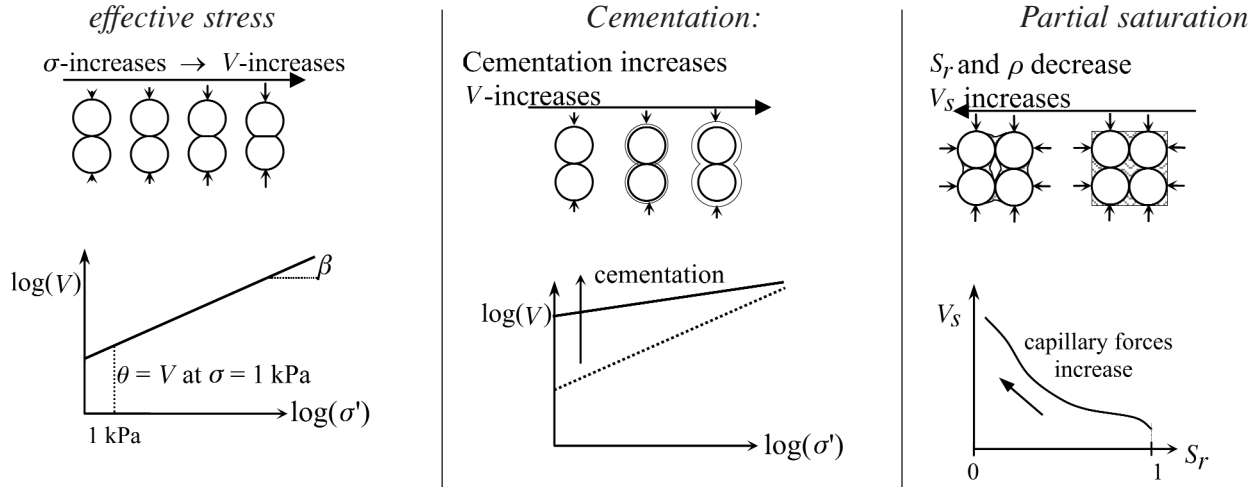 effective stress
σ-increases → V-increases
log(V)
β
θ = V at σ = 1 kPa
log(σ')
1 kPa
Cementation:
Cementation increases
V-increases
cementation
log(V)
log(σ')
Partial saturation
Sr and ρ decrease
Vs increases
Vs
capillary forces
increase
0
1
Sr